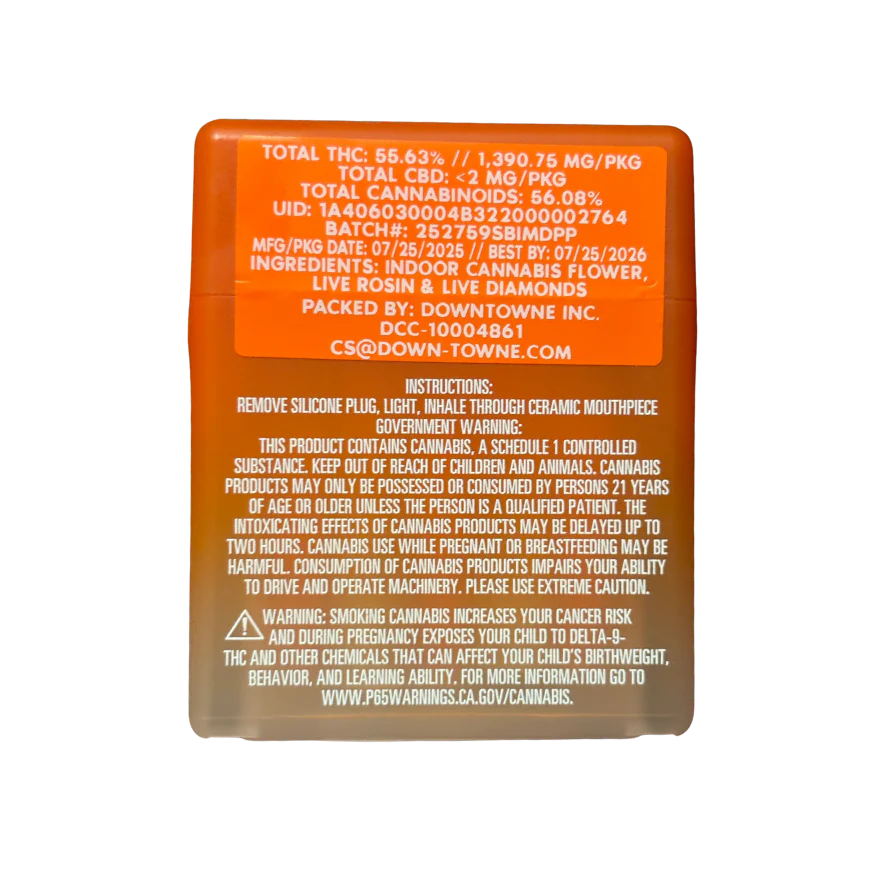 TOTAL THC: 55.63% // 1,390.75 MG/PKG
TOTAL CBD: <2 MG/PKG
TOTAL CANNABINOIDS: 56.08%
UID: 1A406030004B322000002764
BATCH#: 252759SBIMDPP
MFG/PKG DATE: 07/25/2025 // BEST BY: 07/25/2026
INGREDIENTS: INDOOR CANNABIS FLOWER,
LIVE ROSIN & LIVE DIAMONDS
PACKED BY: DOWNTOWNE INC.
DCC-10004861
CS@DOWN-TOWNE.COM
INSTRUCTIONS:
REMOVE SILICONE PLUG, LIGHT, INHALE THROUGH CERAMIC MOUTHPIECE
GOVERNMENT WARNING:
THIS PRODUCT CONTAINS CANNABIS, A SCHEDULE 1 CONTROLLED
SUBSTANCE. KEEP OUT OF REACH OF CHILDREN AND ANIMALS. CANNABIS
PRODUCTS MAY ONLY BE POSSESSED OR CONSUMED BY PERSONS 21 YEARS
OF AGE OR OLDER UNLESS THE PERSON IS A QUALIFIED PATIENT. THE
INTOXICATING EFFECTS OF CANNABIS PRODUCTS MAY BE DELAYED UP TO
TWO HOURS. CANNABIS USE WHILE PREGNANT OR BREASTFEEDING MAY BE
HARMFUL. CONSUMPTION OF CANNABIS PRODUCTS IMPAIRS YOUR ABILITY
TO DRIVE AND OPERATE MACHINERY. PLEASE USE EXTREME CAUTION.
WARNING: SMOKING CANNABIS INCREASES YOUR CANCER RISK
AND DURING PREGNANCY EXPOSES YOUR CHILD TO DELTA-9-
THC AND OTHER CHEMICALS THAT CAN AFFECT YOUR CHILD'S BIRTHWEIGHT,
BEHAVIOR, AND LEARNING ABILITY. FOR MORE INFORMATION GO TO
WWW.P65WARNINGS.CA.GOV/CANNABIS.